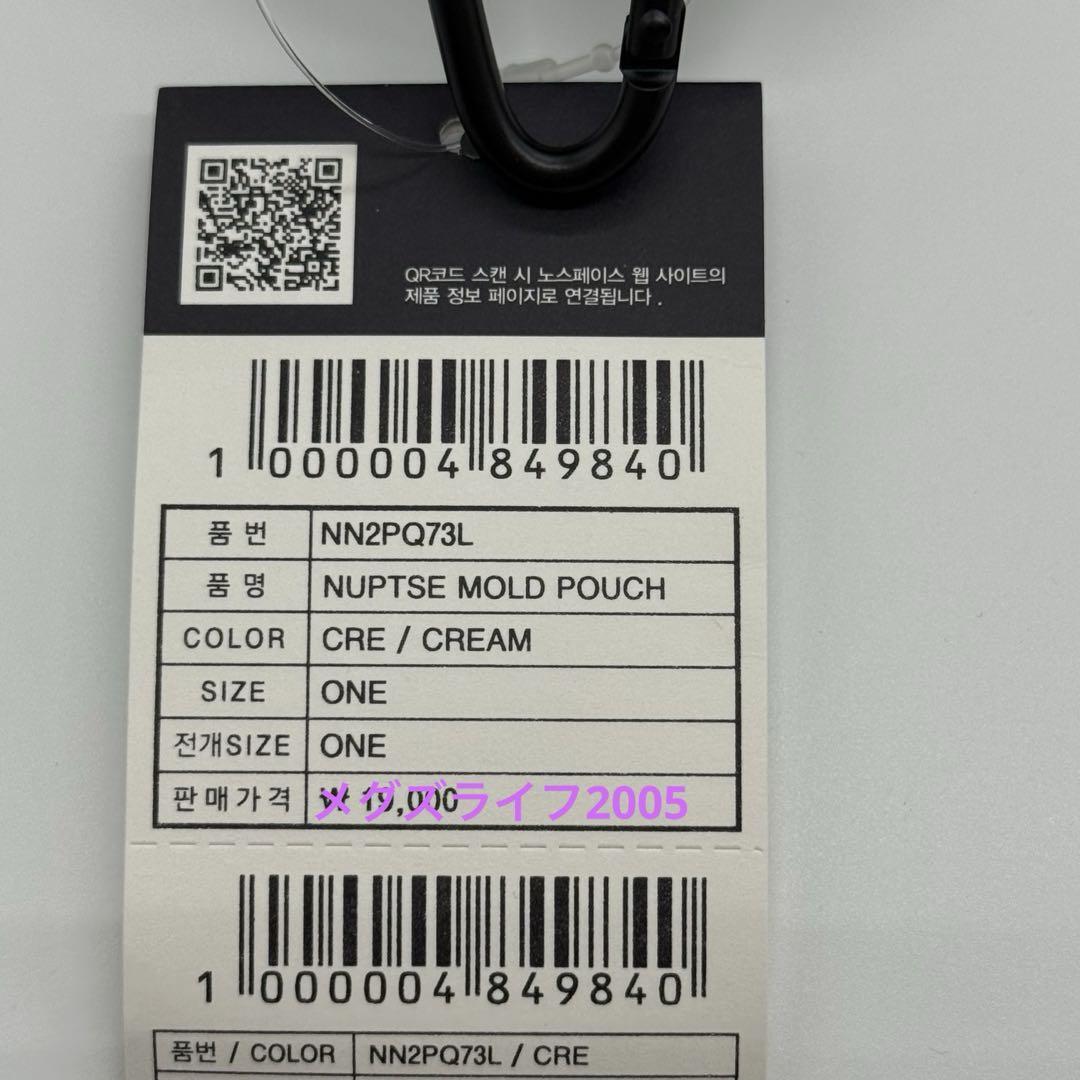 QR코드 스캔 시 노스페이스 웹 사이트의
제품 정보 페이지로 연결됩니다.
1 000004 849840
품 번 NN2PQ73L
품 명 NUPTSE MOLD POUCH
COLOR CRE / CREAM
SIZE ONE
전개SIZE ONE
판매가격 ₩ 19,000
メグズライフ2005
1 000004 849840
품번 / COLOR NN2PQ73L / CRE